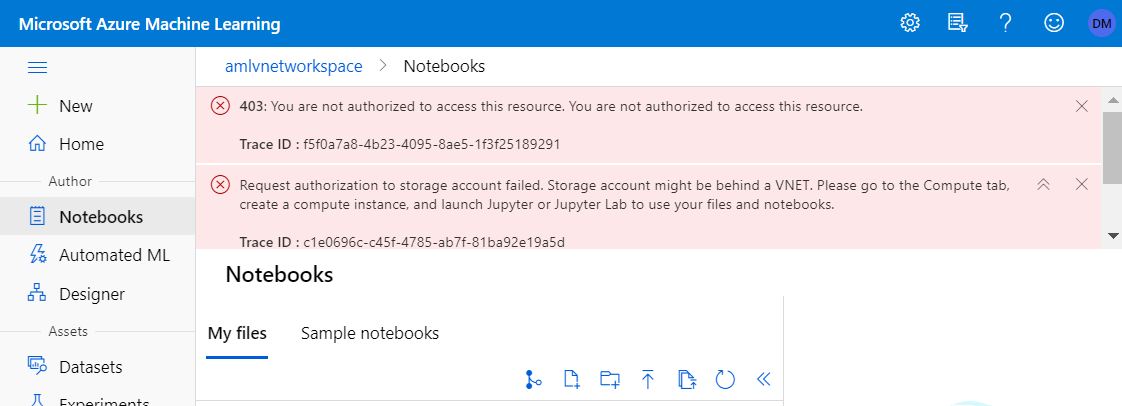 Microsoft Azure Machine Learning
DM
amlvnetworkspace > Notebooks
New
Home
Author
Notebooks
Automated ML
Designer
Assets
Datasets
Experiments
403: You are not authorized to access this resource. You are not authorized to access this resource.
Trace ID : f5f0a7a8-4b23-4095-8ae5-1f3f25189291
Request authorization to storage account failed. Storage account might be behind a VNET. Please go to the Compute tab,
create a compute instance, and launch Jupyter or Jupyter Lab to use your files and notebooks.
Trace ID : c1e0696c-c45f-4785-ab7f-81ba92e19a5d
Notebooks
My files Sample notebooks